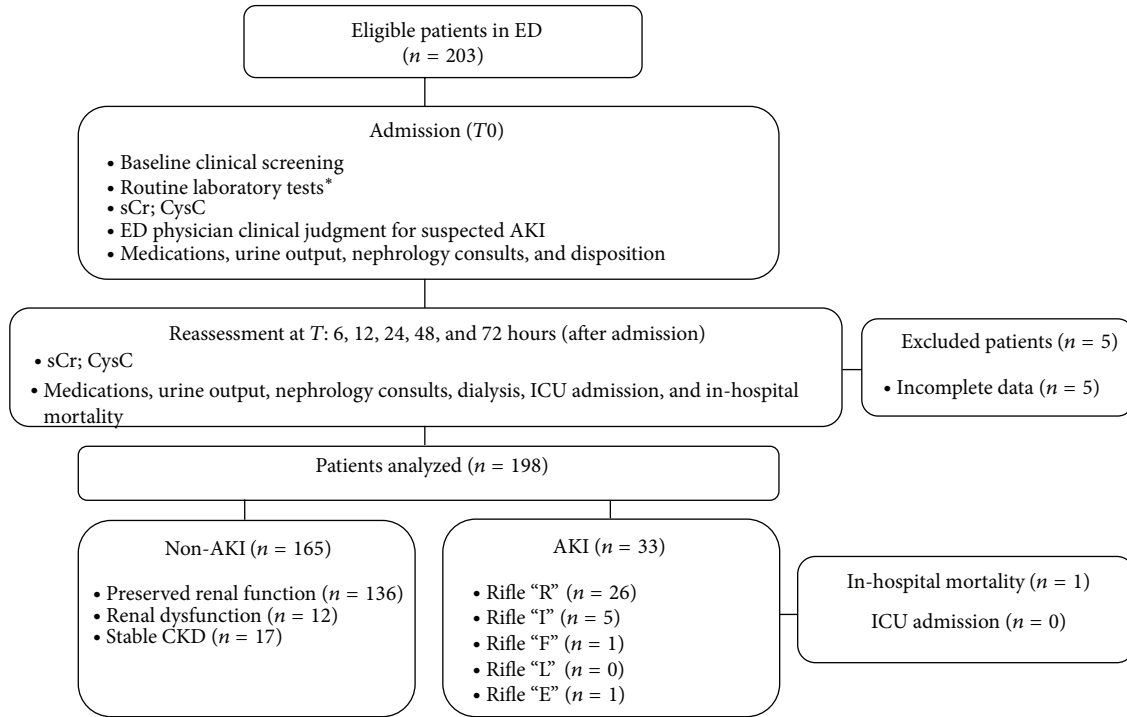 Eligible patients in ED
(n = 203)
Admission (T0)
• Baseline clinical screening
• Routine laboratory tests*
• sCr; CysC
• ED physician clinical judgment for suspected AKI
• Medications, urine output, nephrology consults, and disposition
Reassessment at T: 6, 12, 24, 48, and 72 hours (after admission)
• sCr; CysC
• Medications, urine output, nephrology consults, dialysis, ICU admission, and in-hospital
mortality
Excluded patients (n = 5)
• Incomplete data (n = 5)
Patients analyzed (n = 198)
Non-AKI (n = 165)
• Preserved renal function (n = 136)
• Renal dysfunction (n = 12)
• Stable CKD (n = 17)
AKI (n = 33)
• Rifle “R” (n = 26)
• Rifle “I” (n = 5)
• Rifle “F” (n = 1)
• Rifle “L” (n = 0)
• Rifle “E” (n = 1)
In-hospital mortality (n = 1)
ICU admission (n = 0)